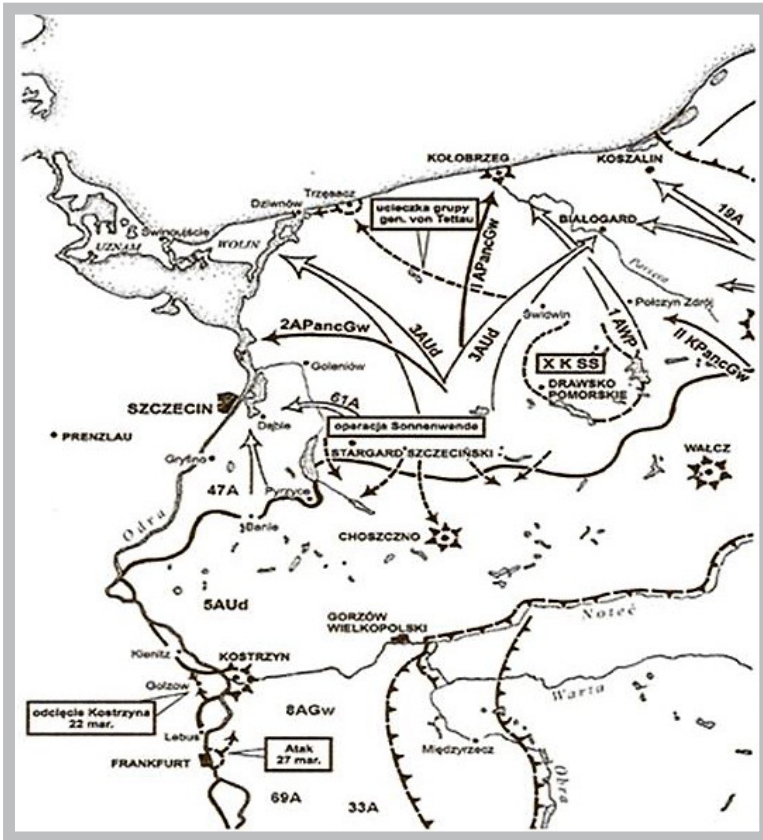 KOŁOBRZEG
KOSZALIN
Trzęsacz
Dziwnów
ucieczka grupy
gen. von Tettau
BIAŁOGARD
19A
Świnoujście
UZNAM
WOLIN
II APancGw
Parsęta
Połczyn Zdrój
Świdwin
2APancGw
3AUd
3AUd
1 AWP
II KPancGw
Goleniów
X K SS
DRAWSKO
POMORSKIE
SZCZECIN
61A
Dąbie
operacja Sonnenwende
PRENZLAU
STARGARD SZCZECIŃSKI
WAŁCZ
Gryfino
47A
Pyrzyce
Odra
Banie
CHOSZCZNO
5AUd
GORZÓW
WIELKOPOLSKI
Noteć
Kienitz
KOSTRZYN
Golzow
Warta
odcięcie Kostrzyna
22 mar.
8AGw
Lebus
Atak
27 mar.
Międzyrzecz
FRANKFURT
Obra
69A
33A